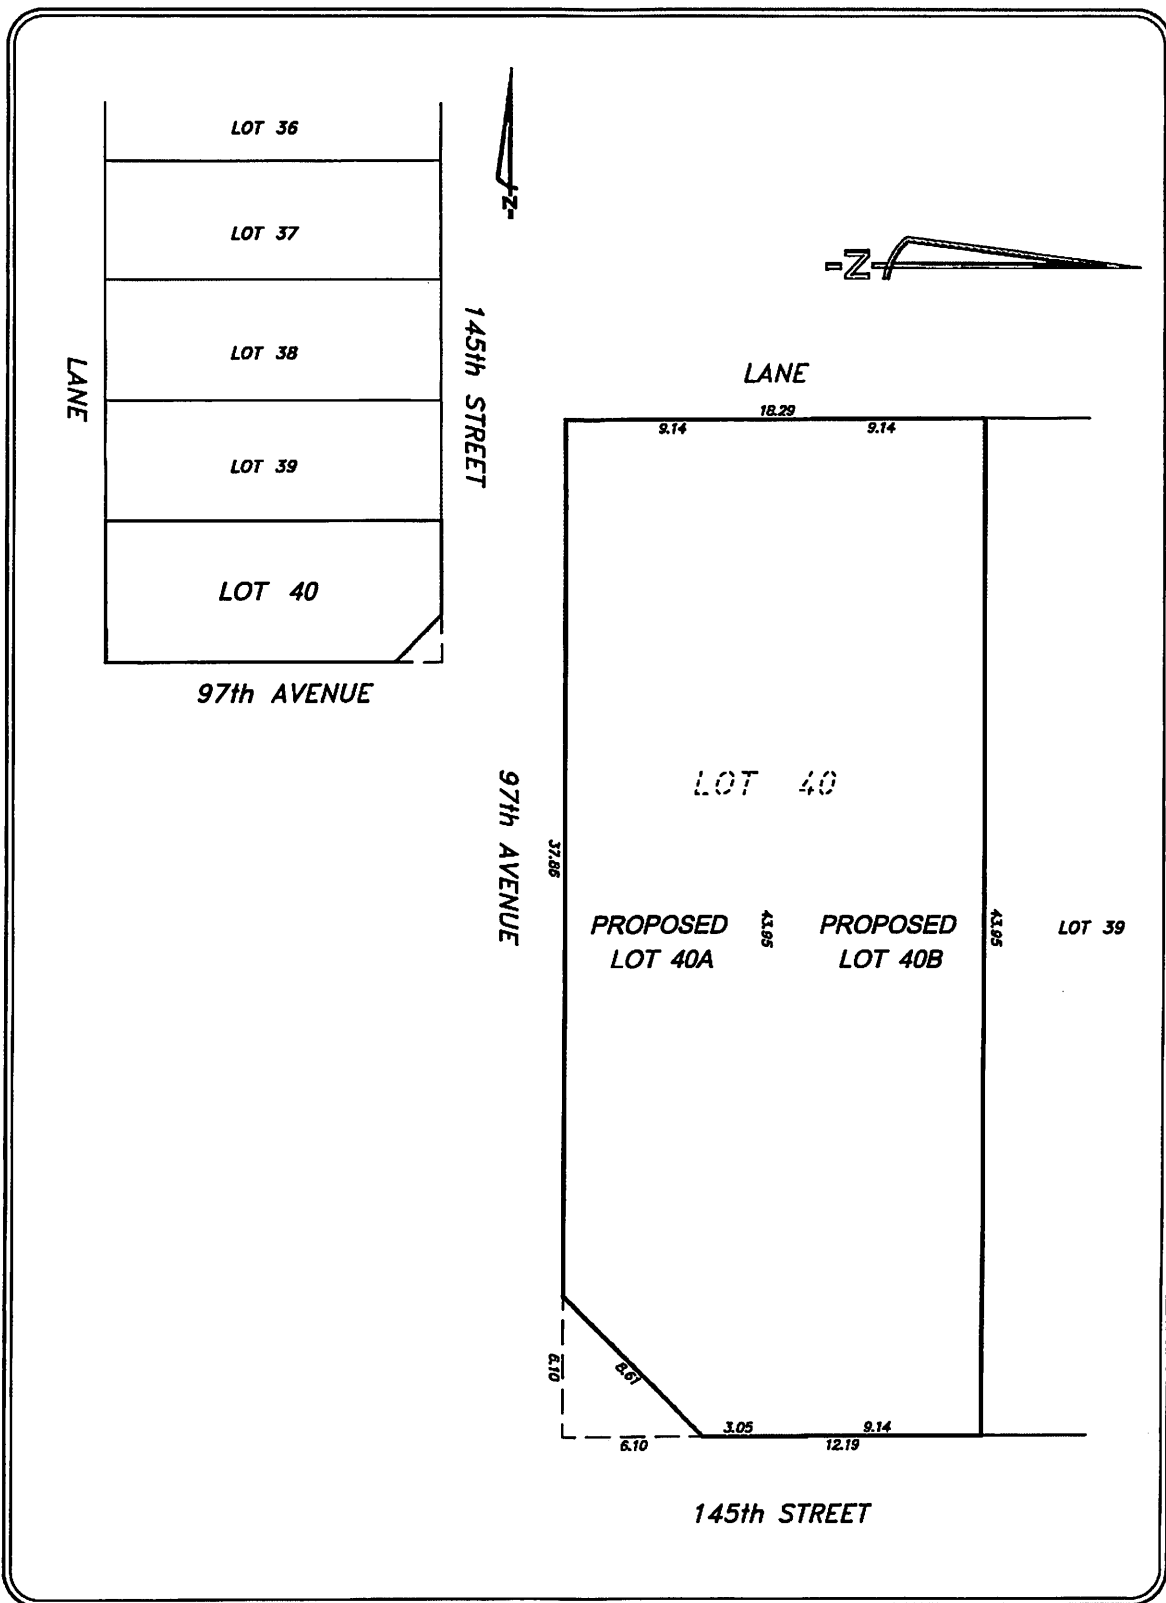 LOT 36
LOT 37
LOT 38
LOT 39
LOT 40
LANE
145th STREET
97th AVENUE
-N-
-N-
LANE
18.29
9.14 9.14
LOT 40
97th AVENUE
37.86
PROPOSED
LOT 40A
43.95
PROPOSED
LOT 40B
43.95
LOT 39
6.10
8.61
6.10
3.05
9.14
12.19
145th STREET